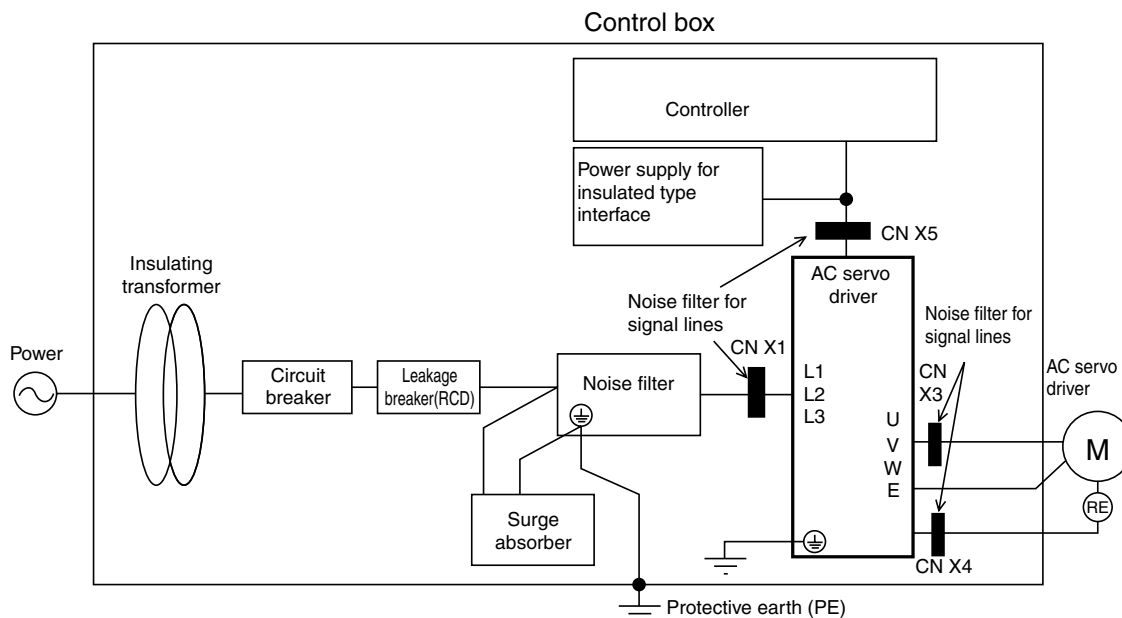 Control box
Controller
Power supply for
insulated type
interface
CN X5
Insulating
transformer
AC servo
driver
Noise filter for
signal lines
Noise filter for
signal lines
Power
CN X1
Circuit
breaker
Leakage
breaker(RCD)
Noise filter
L1
L2
L3
CN
X3
AC servo
driver
U
V
W
E
M
RE
Surge
absorber
CN X4
Protective earth (PE)